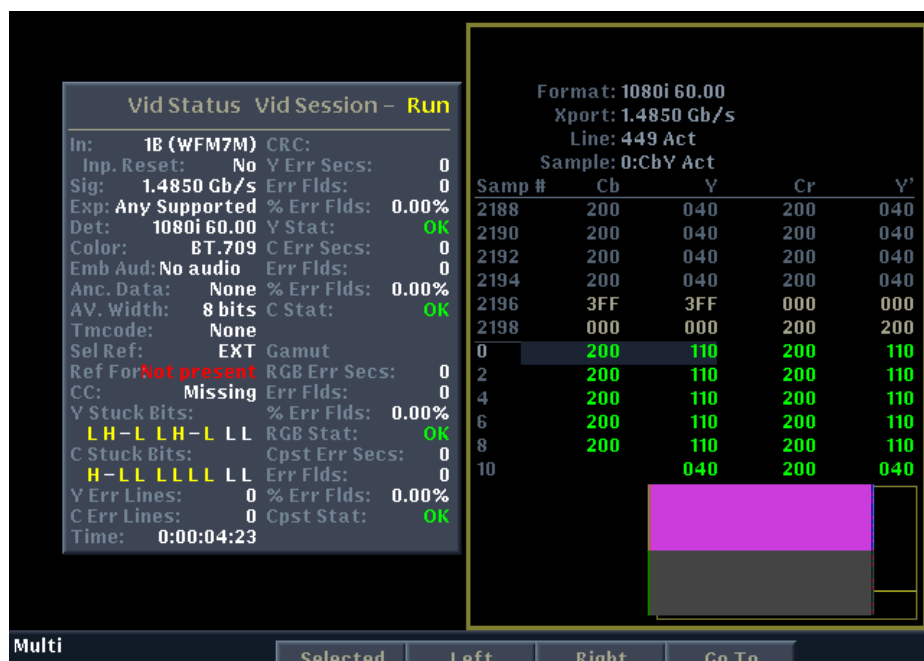 Vid Status Vid Session – Run
In: 1B (WFM7M) CRC:
Inp. Reset: No Y Err Secs: 0
Sig: 1.4850 Gb/s Err Flds: 0
Exp: Any Supported % Err Flds: 0.00%
Det: 1080i 60.00 Y Stat: OK
Color: BT.709 C Err Secs: 0
Emb Aud: No audio Err Flds: 0
Anc. Data: None % Err Flds: 0.00%
AV. Width: 8 bits C Stat: OK
Tmcode: None
Sel Ref: EXT Gamut
Ref For: Not present RGB Err Secs: 0
CC: Missing Err Flds: 0
Y Stuck Bits: % Err Flds: 0.00%
LH-L LH-L LL RGB Stat: OK
C Stuck Bits: Cpst Err Secs: 0
H-LL LLLL LL Err Flds: 0
Y Err Lines: 0 % Err Flds: 0.00%
C Err Lines: 0 Cpst Stat: OK
Time: 0:00:04:23
Format: 1080i 60.00
Xport: 1.4850 Gb/s
Line: 449 Act
Sample: 0:CbY Act
Samp # Cb Y Cr Y'
2188 200 040 200 040
2190 200 040 200 040
2192 200 040 200 040
2194 200 040 200 040
2196 3FF 3FF 000 000
2198 000 000 200 200
0 200 110 200 110
2 200 110 200 110
4 200 110 200 110
6 200 110 200 110
8 200 110 200 110
10 040 200 040
Multi
Selected Left Right Go To